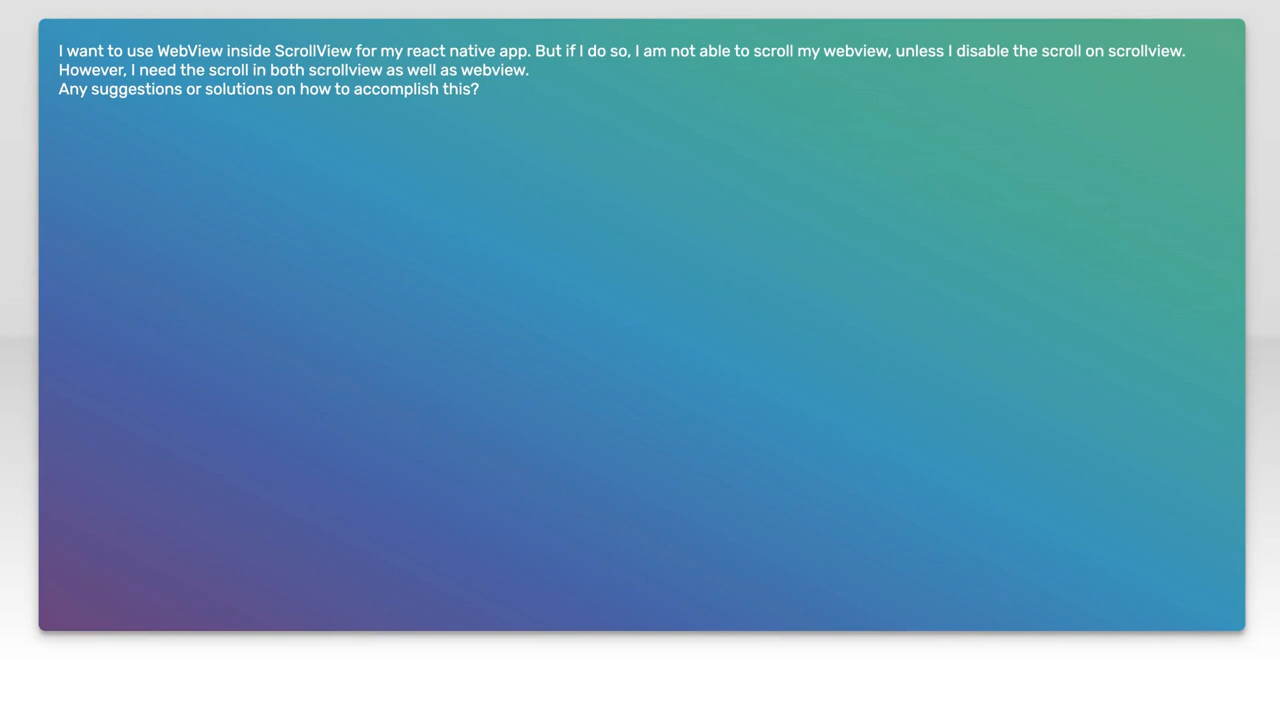 I want to use WebView inside ScrollView for my react native app. But if I do so, I am not able to scroll my webview, unless I disable the scroll on scrollview.
However, I need the scroll in both scrollview as well as webview.
Any suggestions or solutions on how to accomplish this?